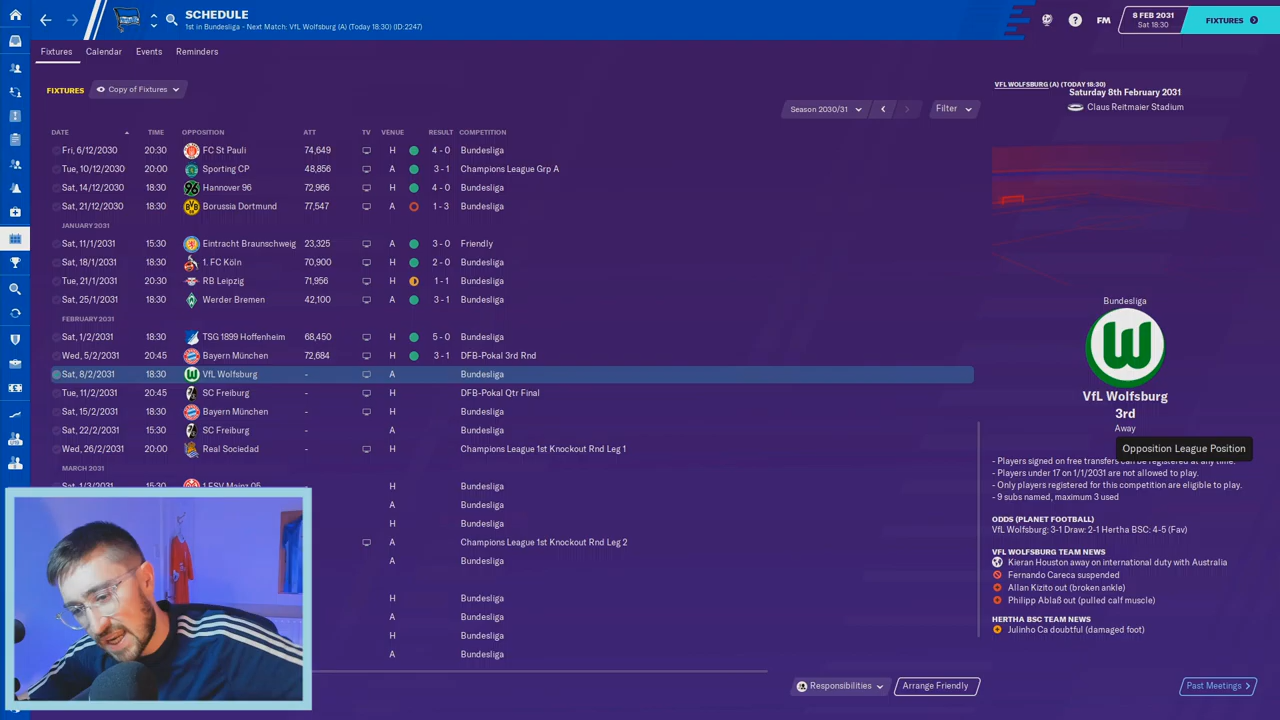 SCHEDULE
1st in Bundesliga - Next Match: VfL Wolfsburg (A) (Today 18:30) (ID:2247)
FM
8 FEB 2031
Sat 18:30
FIXTURES
Fixtures Calendar Events Reminders
FIXTURES Copy of Fixtures
Season 2030/31 Filter
DATE TIME OPPOSITION ATT TV VENUE RESULT COMPETITION
Fri, 6/12/2030 20:30 FC St Pauli 74,649 H 4 - 0 Bundesliga
Tue, 10/12/2030 20:00 Sporting CP 48,856 A 3 - 1 Champions League Grp A
Sat, 14/12/2030 18:30 Hannover 96 72,966 H 4 - 0 Bundesliga
Sat, 21/12/2030 18:30 Borussia Dortmund 77,547 A 1 - 3 Bundesliga
JANUARY 2031
Sat, 11/1/2031 15:30 Eintracht Braunschweig 23,325 A 3 - 0 Friendly
Sat, 18/1/2031 18:30 1. FC Köln 70,900 H 2 - 0 Bundesliga
Tue, 21/1/2031 20:30 RB Leipzig 71,956 H 1 - 1 Bundesliga
Sat, 25/1/2031 18:30 Werder Bremen 42,100 A 3 - 1 Bundesliga
FEBRUARY 2031
Sat, 1/2/2031 18:30 TSG 1899 Hoffenheim 68,450 H 5 - 0 Bundesliga
Wed, 5/2/2031 20:45 Bayern München 72,684 H 3 - 1 DFB-Pokal 3rd Rnd
Sat, 8/2/2031 18:30 VfL Wolfsburg - A Bundesliga
Tue, 11/2/2031 20:45 SC Freiburg - H DFB-Pokal Qtr Final
Sat, 15/2/2031 18:30 Bayern München - H Bundesliga
Sat, 22/2/2031 15:30 SC Freiburg - A Bundesliga
Wed, 26/2/2031 20:00 Real Sociedad - H Champions League 1st Knockout Rnd Leg 1
MARCH 2031
Sat, 1/3/2031 15:30 1. FSV Mainz 05 - H Bundesliga
A Bundesliga
H Bundesliga
A Champions League 1st Knockout Rnd Leg 2
A Bundesliga
H Bundesliga
A Bundesliga
H Bundesliga
A Bundesliga
Responsibilities Arrange Friendly
VFL WOLFSBURG (A) (TODAY 18:30)
Saturday 8th February 2031
Claus Reitmaier Stadium
Bundesliga
VfL Wolfsburg
3rd
Away
Opposition League Position
- Players signed on free transfers can be registered at any time.
- Players under 17 on 1/1/2031 are not allowed to play.
- Only players registered for this competition are eligible to play.
- 9 subs named, maximum 3 used
ODDS (PLANET FOOTBALL)
VfL Wolfsburg: 3-1 Draw: 2-1 Hertha BSC: 4-5 (Fav)
VFL WOLFSBURG TEAM NEWS
Kieran Houston away on international duty with Australia
Fernando Careca suspended
Allan Kizito out (broken ankle)
Philipp Ablaß out (pulled calf muscle)
HERTHA BSC TEAM NEWS
Julinho Ca doubtful (damaged foot)
Past Meetings